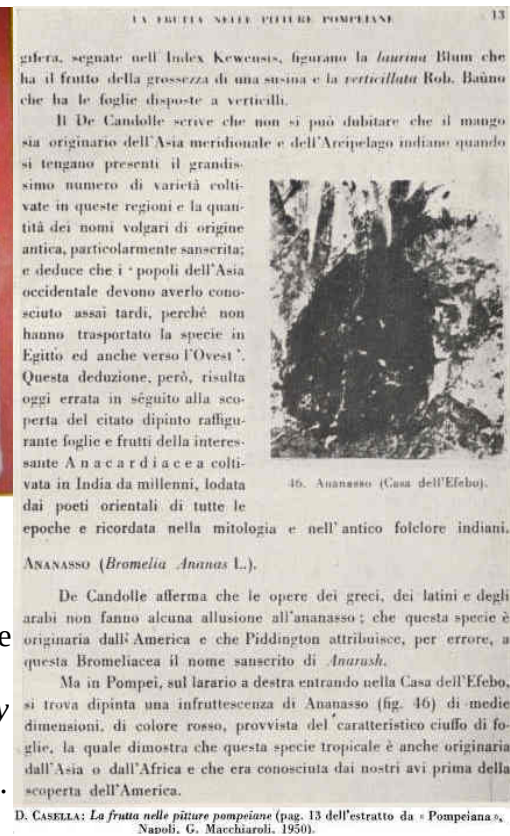 LA FRUTTA NELLE PITTURE POMPEIANE 13
gifera, segnate nell'Index Kewensis, figurano la laurina Blum che
ha il frutto della grossezza di una susina e la verticillata Rob. Baùno
che ha le foglie disposte a verticilli.
Il De Candolle scrive che non si può dubitare che il mango
sia originario dell'Asia meridionale e dell'Arcipelago indiano quando
si tengano presenti il grandis-
simo numero di varietà colti-
vate in queste regioni e la quan-
tità dei nomi volgari di origine
antica, particolarmente sanscrita;
e deduce che i ' popoli dell'Asia
occidentale devono averlo cono-
sciuto assai tardi, perchè non
hanno trasportato la specie in
Egitto ed anche verso l'Ovest '.
Questa deduzione, però, risulta
oggi errata in sèguito alla sco-
perta del citato dipinto raffigu-
rante foglie e frutti della interes-
sante Anacardiacea colti-
vata in India da millenni, lodata
dai poeti orientali di tutte le
epoche e ricordata nella mitologia e nell'antico folclore indiani.
46. Ananasso (Casa dell'Efebo).
ANANASSO (Bromelia Ananas L.).
De Candolle afferma che le opere dei greci, dei latini e degli
arabi non fanno alcuna allusione all'ananasso ; che questa specie è
originaria dall'America e che Piddington attribuisce, per errore, a
questa Bromeliacea il nome sanscrito di Anarush.
Ma in Pompei, sul larario a destra entrando nella Casa dell'Efebo,
si trova dipinta una infruttescenza di Ananasso (fig. 46) di medie
dimensioni, di colore rosso, provvista del caratteristico ciuffo di fo-
glie, la quale dimostra che questa specie tropicale è anche originaria
dall'Asia o dall'Africa e che era conosciuta dai nostri avi prima della
scoperta dell'America.
D. CASELLA: La frutta nelle pitture pompeiane (pag. 13 dell'estratto da « Pompeiana »,
Napoli, G. Macchiaroli, 1950).